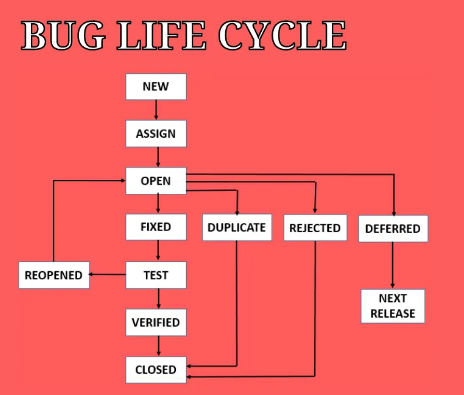 BUG LIFE CYCLE
NEW
ASSIGN
OPEN
FIXED
DUPLICATE
REJECTED
DEFERRED
REOPENED
TEST
NEXT
RELEASE
VERIFIED
CLOSED